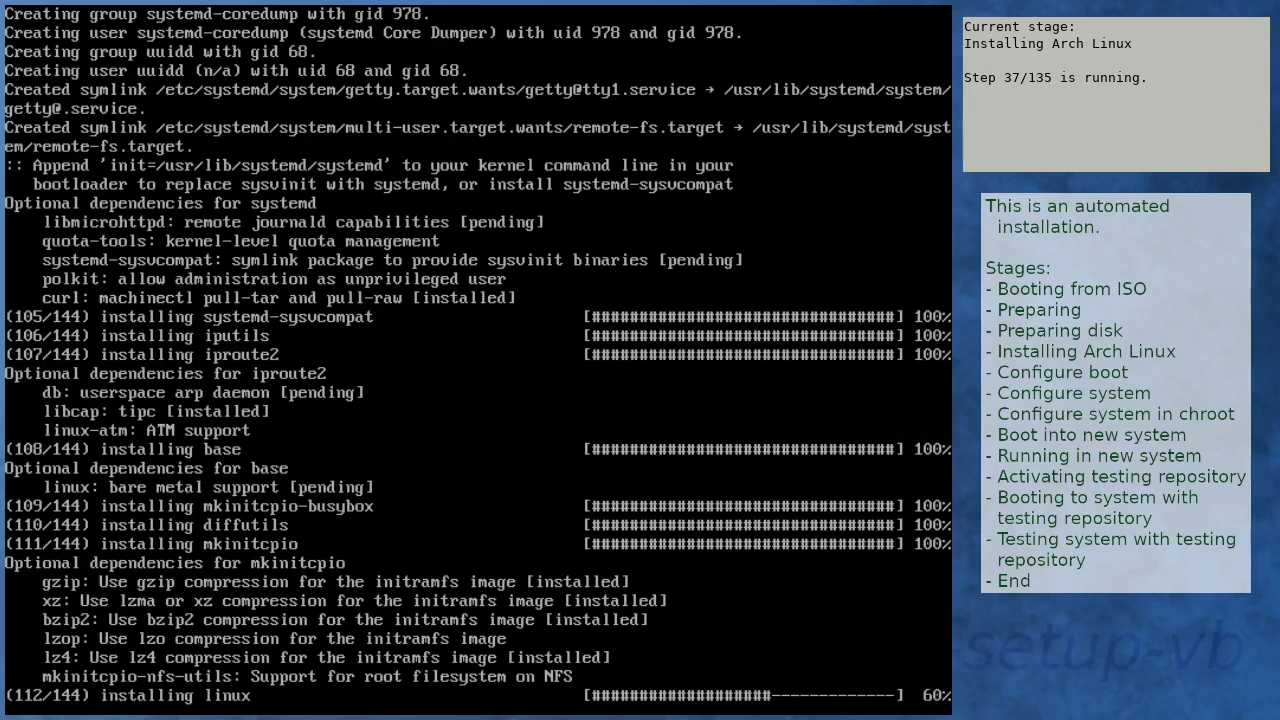 Creating group systemd-coredump with gid 978.
Creating user systemd-coredump (systemd Core Dumper) with uid 978 and gid 978.
Creating group uuidd with gid 68.
Creating user uuidd (n/a) with uid 68 and gid 68.
Created symlink /etc/systemd/system/getty.target.wants/getty@tty1.service → /usr/lib/systemd/system/
getty@.service.
Created symlink /etc/systemd/system/multi-user.target.wants/remote-fs.target → /usr/lib/systemd/syst
em/remote-fs.target.
:: Append 'init=/usr/lib/systemd/systemd' to your kernel command line in your
   bootloader to replace sysvinit with systemd, or install systemd-sysvcompat
Optional dependencies for systemd
    libmicrohttpd: remote journald capabilities [pending]
    quota-tools: kernel-level quota management
    systemd-sysvcompat: symlink package to provide sysvinit binaries [pending]
    polkit: allow administration as unprivileged user
    curl: machinectl pull-tar and pull-raw [installed]
(105/144) installing systemd-sysvcompat [################################] 100%
(106/144) installing iputils [################################] 100%
(107/144) installing iproute2 [################################] 100%
Optional dependencies for iproute2
    db: userspace arp daemon [pending]
    libcap: tipc [installed]
    linux-atm: ATM support
(108/144) installing base [################################] 100%
Optional dependencies for base
    linux: bare metal support [pending]
(109/144) installing mkinitcpio-busybox [################################] 100%
(110/144) installing diffutils [################################] 100%
(111/144) installing mkinitcpio [################################] 100%
Optional dependencies for mkinitcpio
    gzip: Use gzip compression for the initramfs image [installed]
    xz: Use lzma or xz compression for the initramfs image [installed]
    bzip2: Use bzip2 compression for the initramfs image [installed]
    lzop: Use lzo compression for the initramfs image
    lz4: Use lz4 compression for the initramfs image [installed]
    mkinitcpio-nfs-utils: Support for root filesystem on NFS
(112/144) installing linux [###################-------------] 60%
Current stage:
Installing Arch Linux
Step 37/135 is running.
This is an automated
installation.
Stages:
- Booting from ISO
- Preparing
- Preparing disk
- Installing Arch Linux
- Configure boot
- Configure system
- Configure system in chroot
- Boot into new system
- Running in new system
- Activating testing repository
- Booting to system with
testing repository
- Testing system with testing
repository
- End
-setup-vb